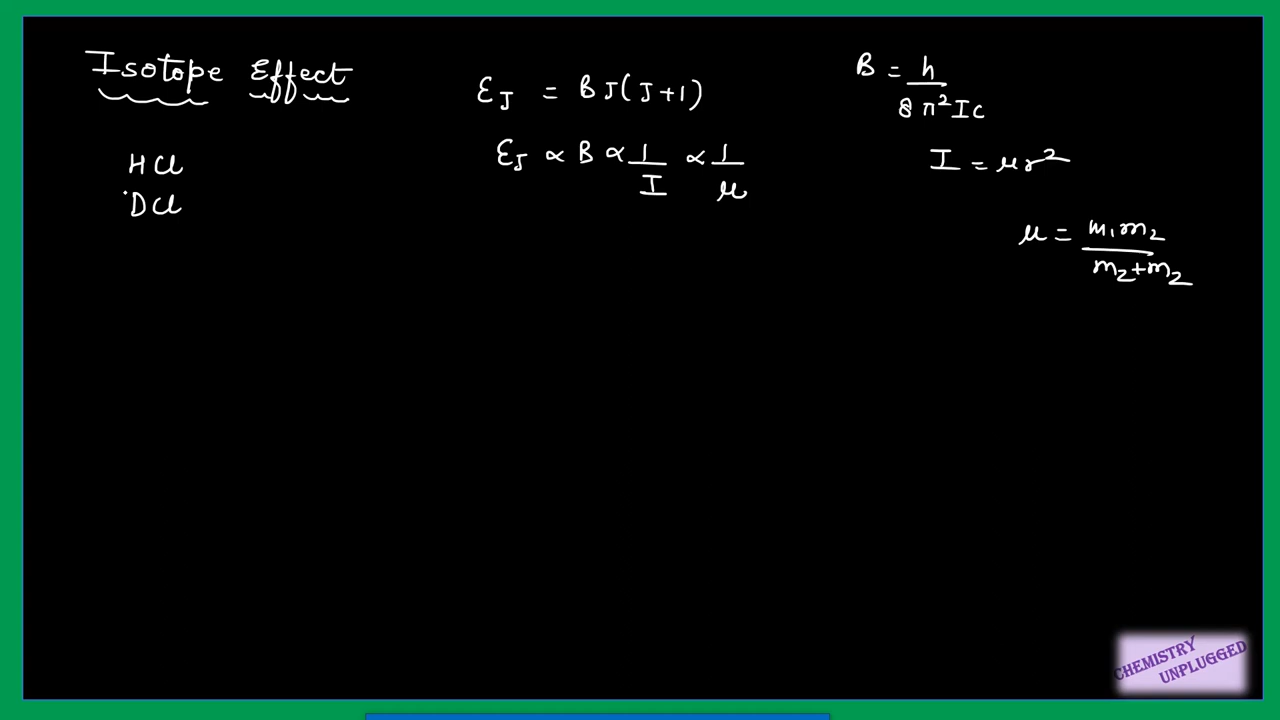 Isotope Effect
HCl
DCl
εJ = BJ(J+1)
εJ ∝ B ∝ 1/I ∝ 1/μ
B = h/8π²Ic
I = μr²
μ = m₁m₂/m₂+m₂
CHEMISTRY
UNPLUGGED